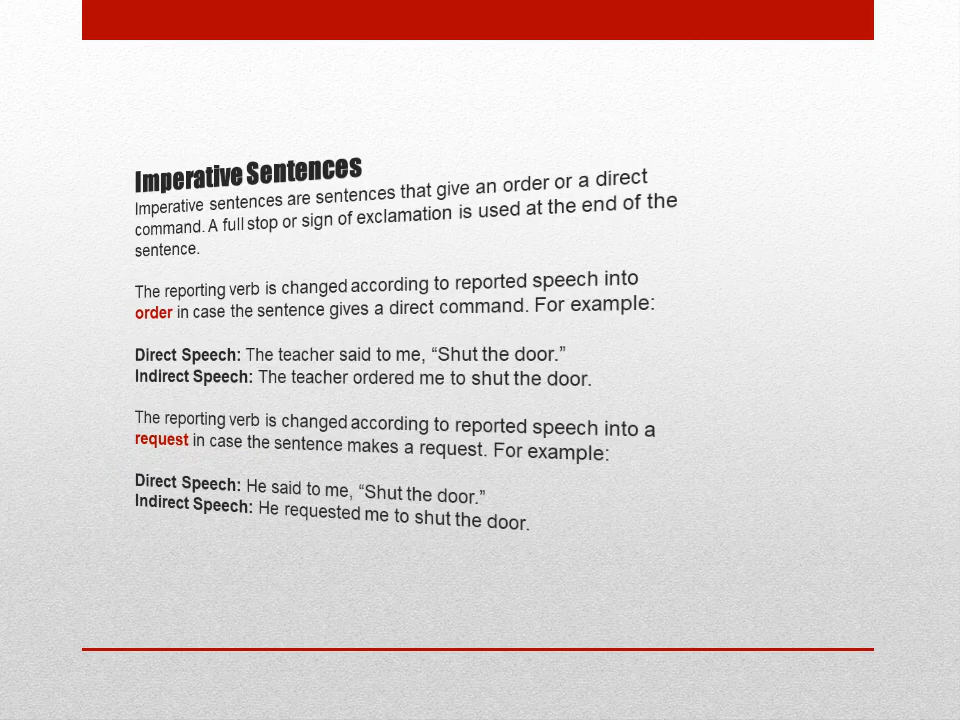 Imperative Sentences
Imperative sentences are sentences that give an order or a direct
command. A full stop or sign of exclamation is used at the end of the
sentence.
The reporting verb is changed according to reported speech into
order in case the sentence gives a direct command. For example:
Direct Speech: The teacher said to me, “Shut the door.”
Indirect Speech: The teacher ordered me to shut the door.
The reporting verb is changed according to reported speech into a
request in case the sentence makes a request. For example:
Direct Speech: He said to me, “Shut the door.”
Indirect Speech: He requested me to shut the door.